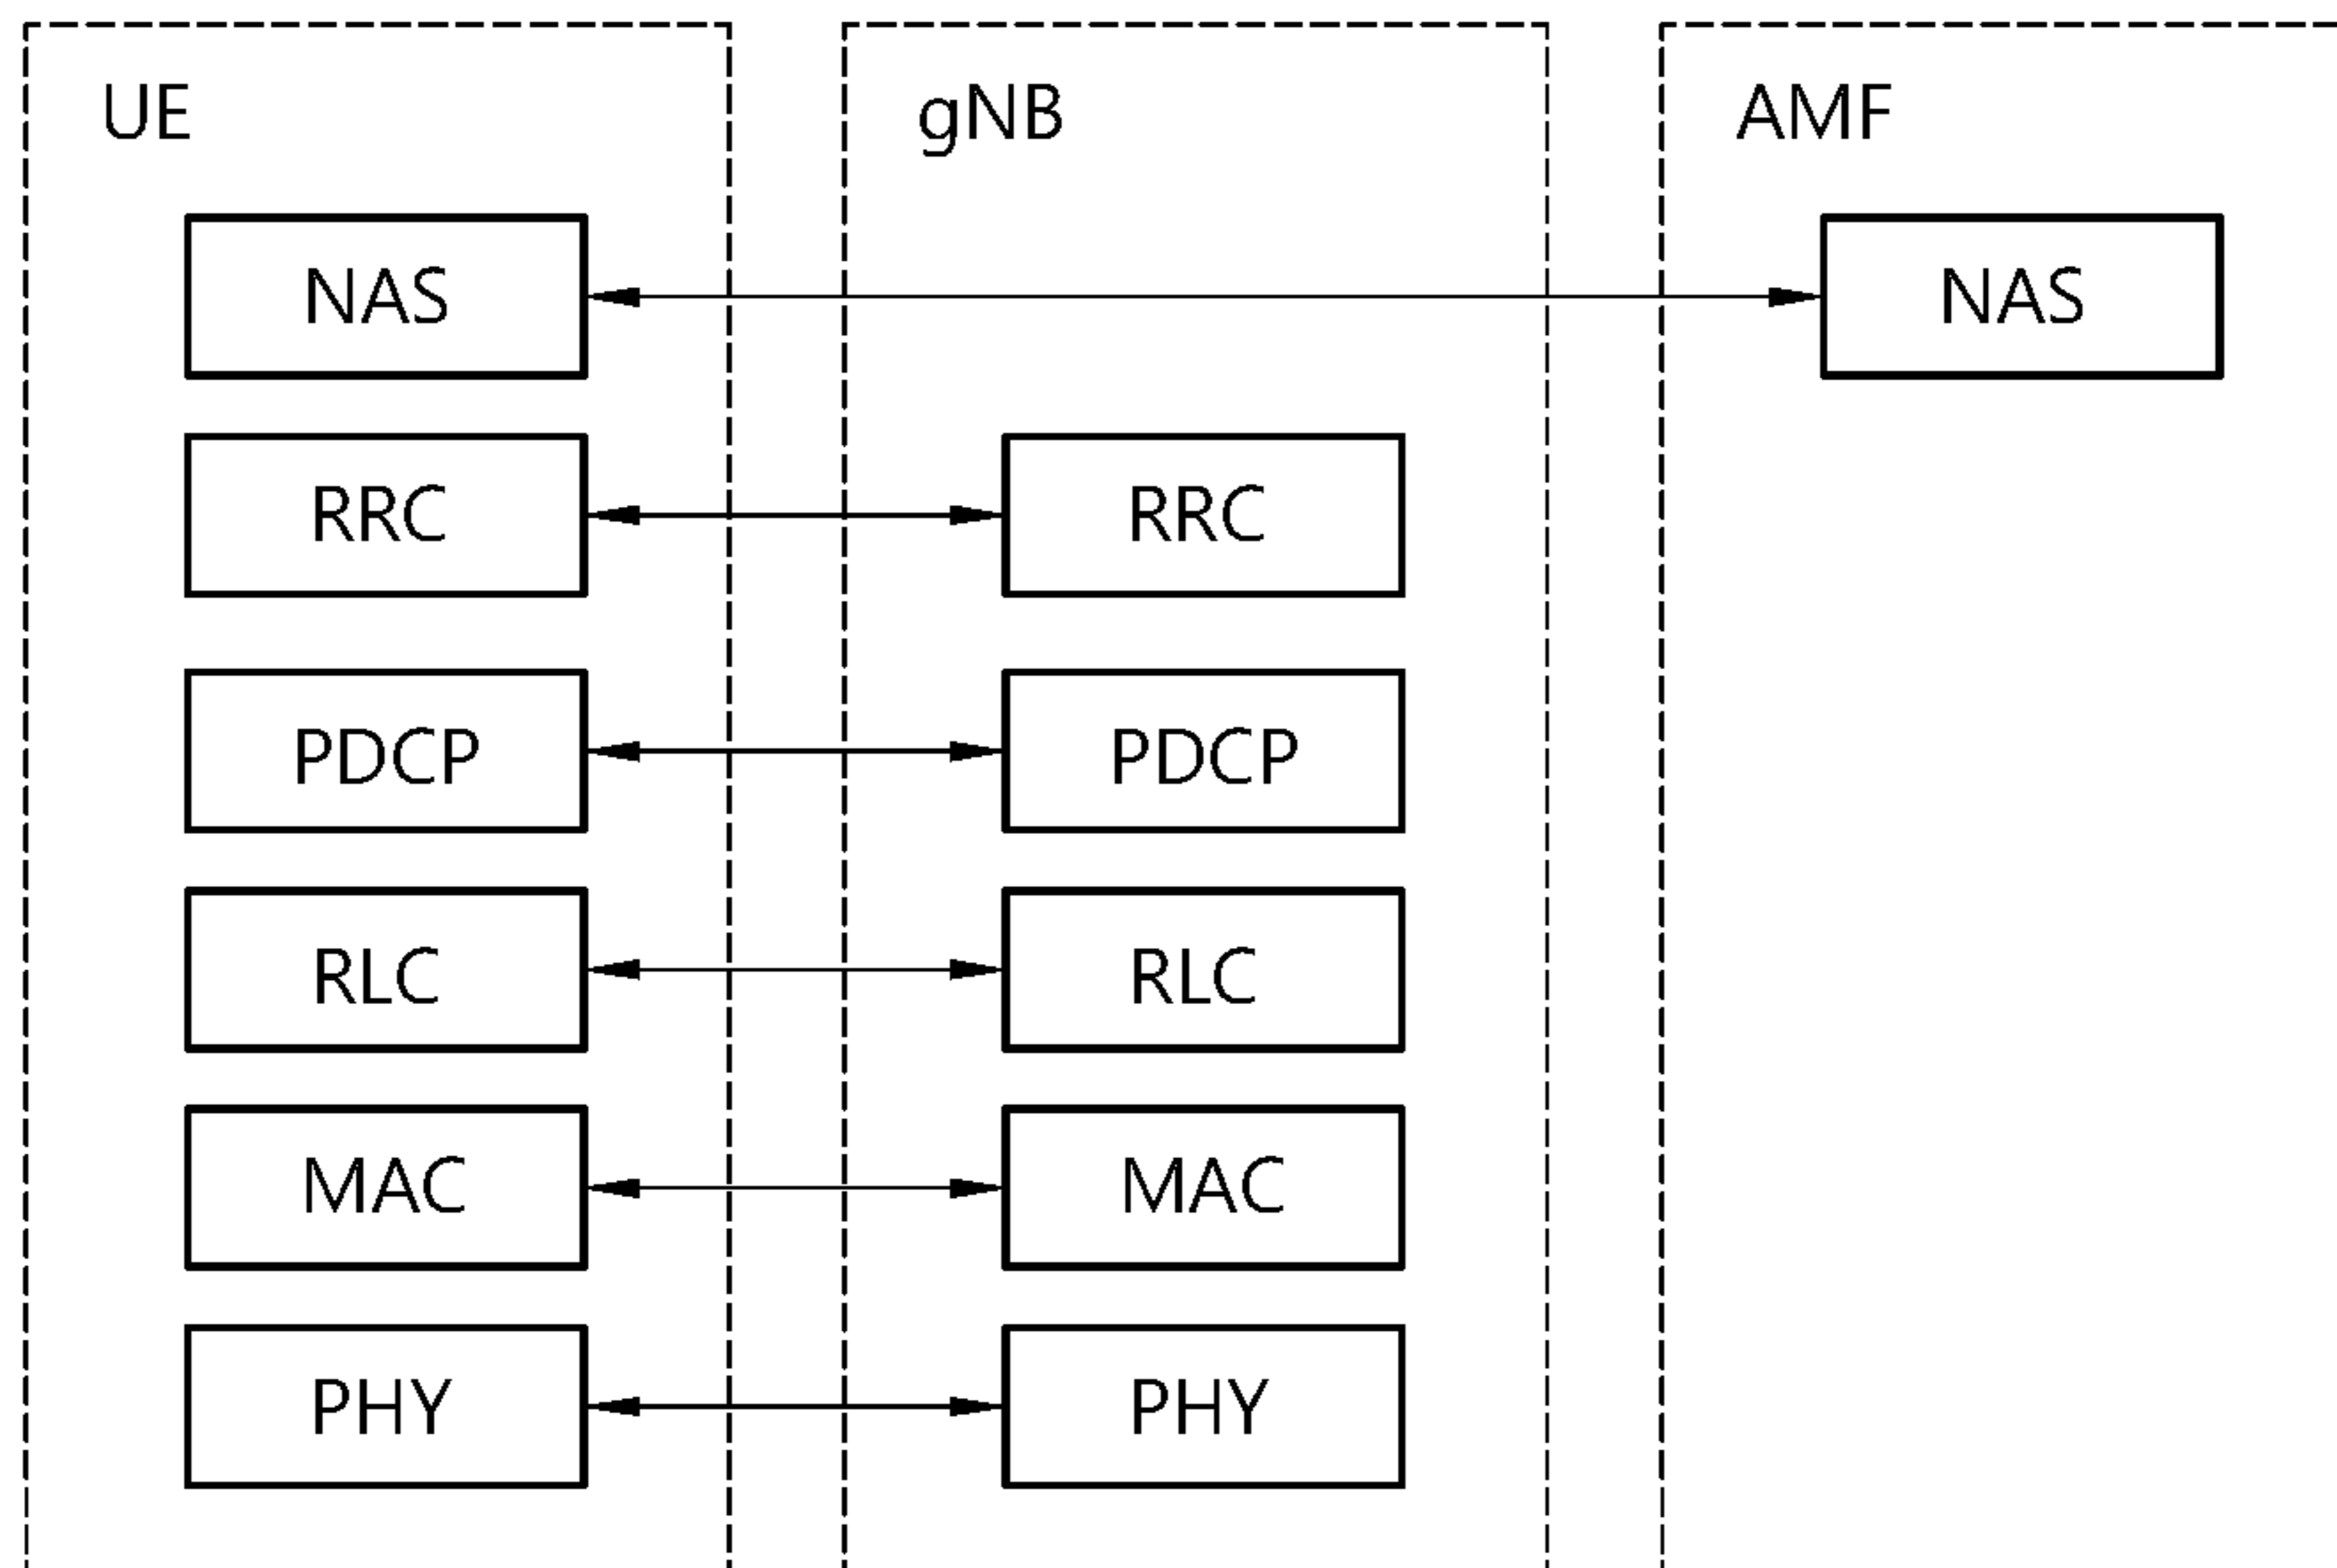 UE gNB AMF
NAS NAS
RRC RRC
PDCP PDCP
RLC RLC
MAC MAC
PHY PHY